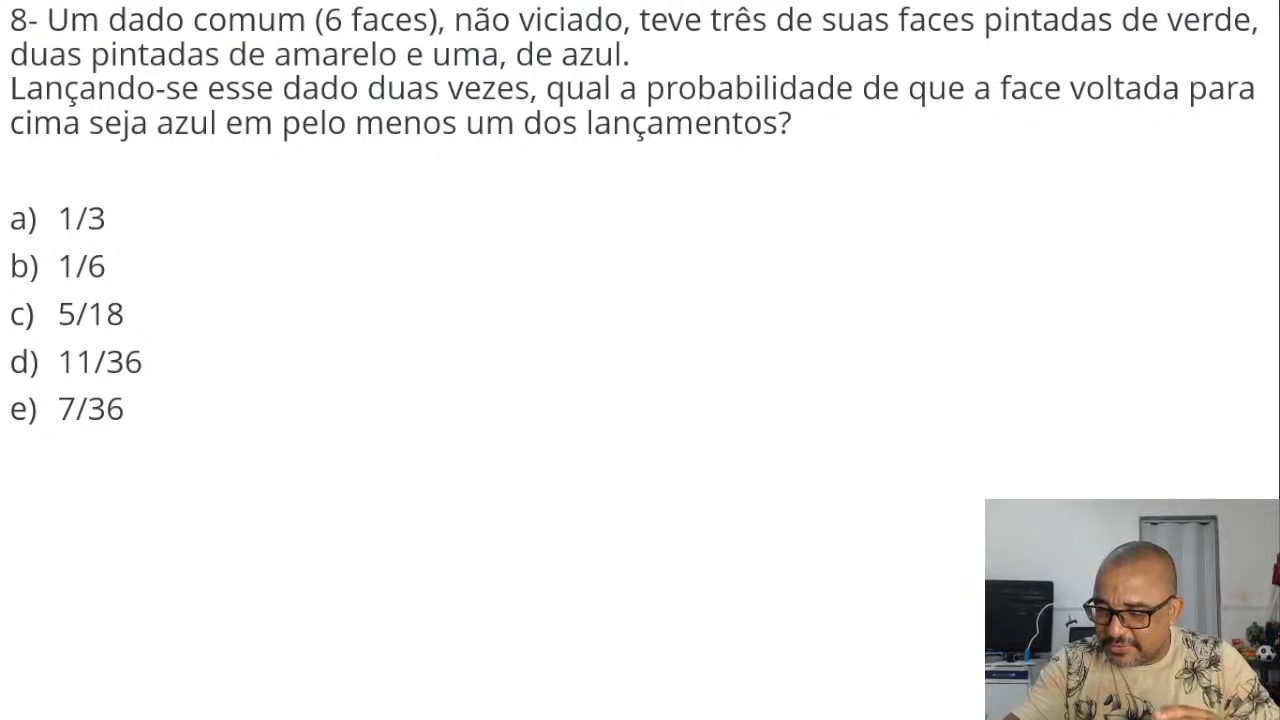 8- Um dado comum (6 faces), não viciado, teve três de suas faces pintadas de verde,
duas pintadas de amarelo e uma, de azul.
Lançando-se esse dado duas vezes, qual a probabilidade de que a face voltada para
cima seja azul em pelo menos um dos lançamentos?
a) 1/3
b) 1/6
c) 5/18
d) 11/36
e) 7/36